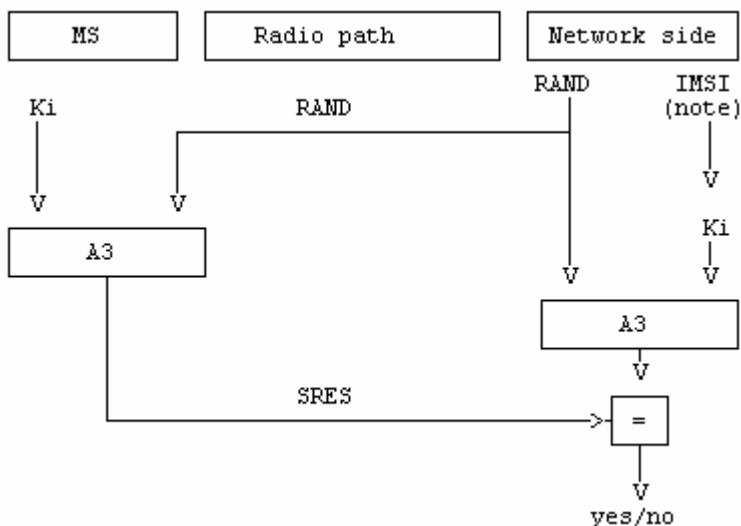 MS
Radio path
Network side
RAND
IMSI
(note)
Ki
RAND
Ki
A3
A3
SRES
=
yes/no